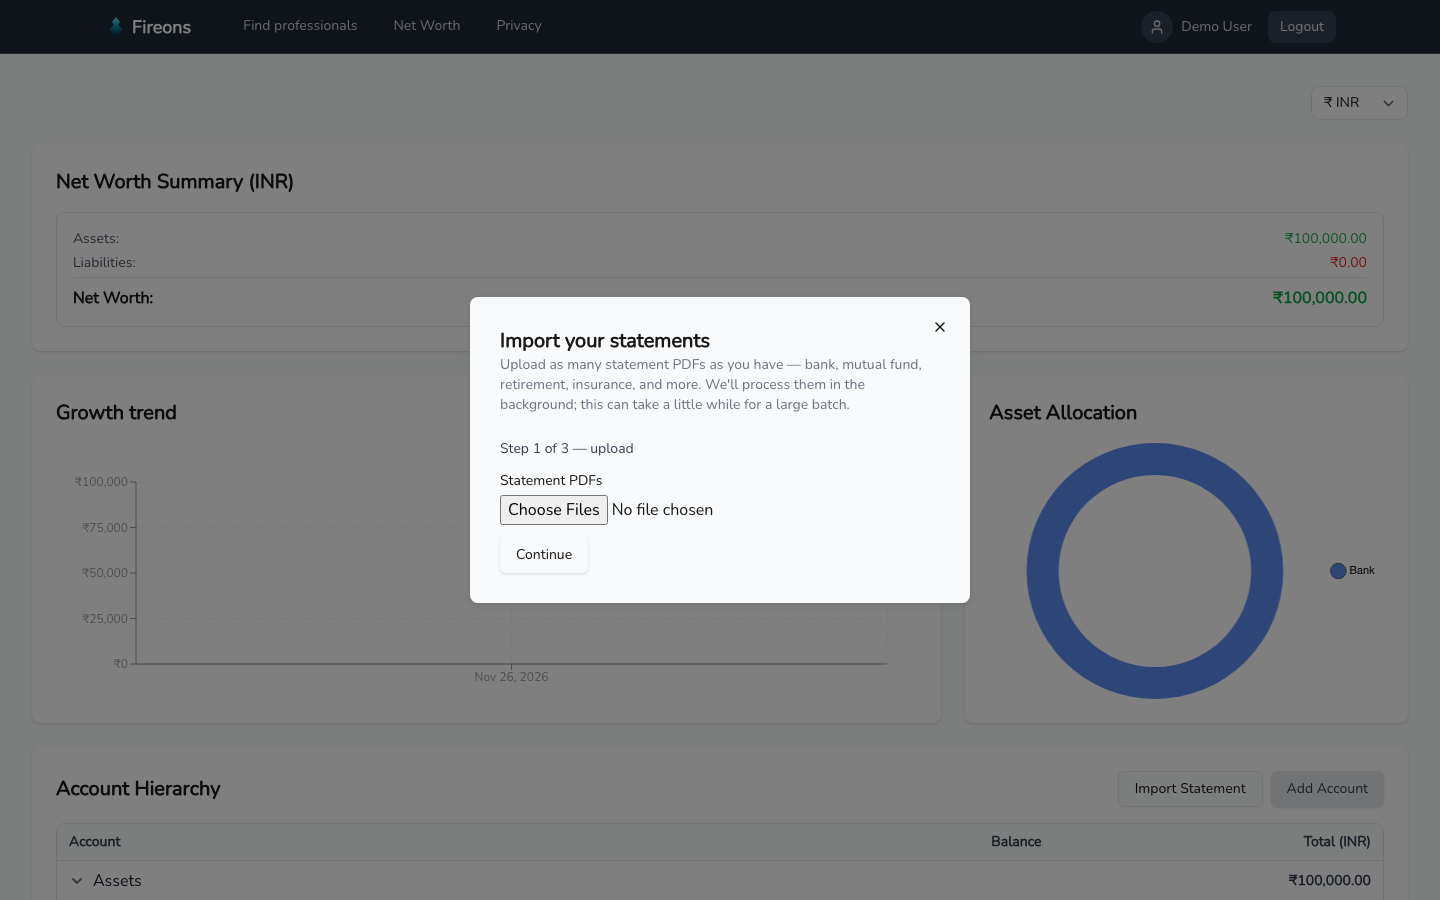 Fireons
Find professionals
Net Worth
Privacy
Demo User
Logout
₹ INR
Net Worth Summary (INR)
Assets:
₹100,000.00
Liabilities:
₹0.00
Net Worth:
₹100,000.00
Import your statements
Upload as many statement PDFs as you have — bank, mutual fund,
retirement, insurance, and more. We'll process them in the
background; this can take a little while for a large batch.
Step 1 of 3 — upload
Statement PDFs
Choose Files No file chosen
Continue
Growth trend
₹100,000
₹75,000
₹50,000
₹25,000
₹0
Nov 26, 2026
Asset Allocation
Bank
Account Hierarchy
Import Statement
Add Account
Account
Balance
Total (INR)
Assets
₹100,000.00